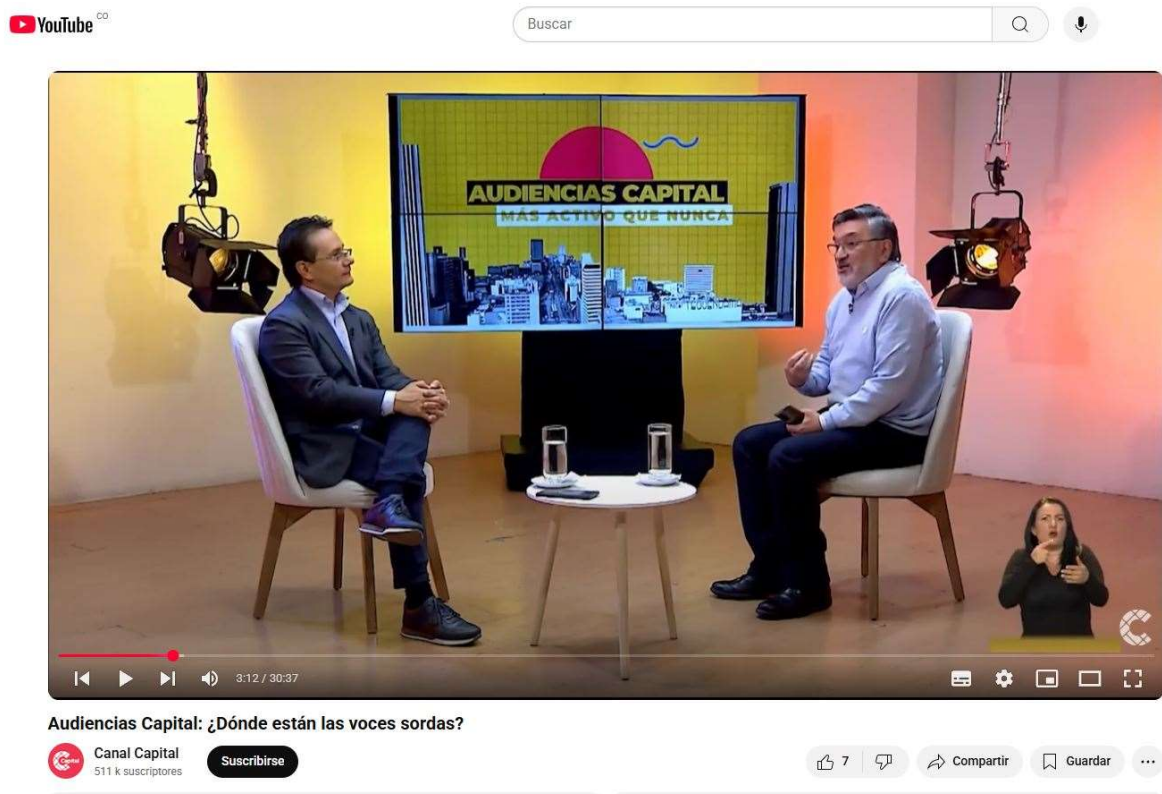 YouTube CO
Buscar
AUDIENCIAS CAPITAL
MÁS ACTIVO QUE NUNCA
3:12 / 30:37
Audiencias Capital: ¿Dónde están las voces sordas?
Canal Capital
511 k suscriptores
Suscribirse
7
Compartir
Guardar